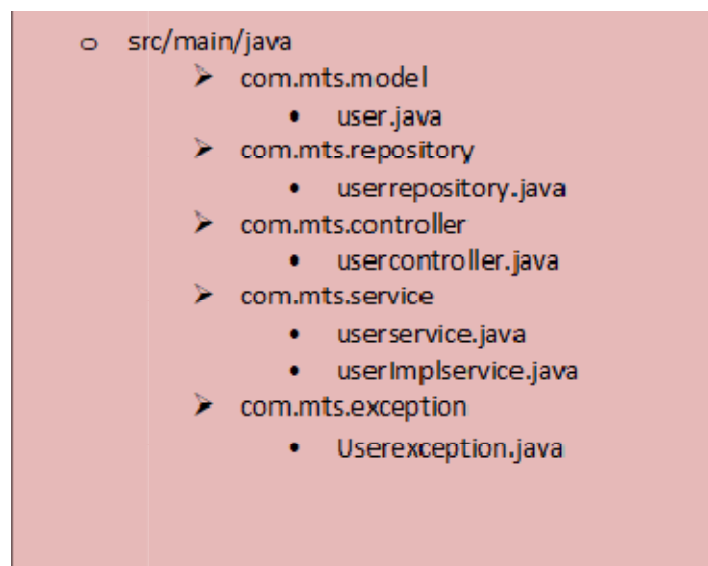 src/main/java
com.mts.model
user.java
com.mts.repository
userrepository.java
com.mts.controller
usercontroller.java
com.mts.service
userservice.java
userImplservice.java
com.mts.exception
Userexception.java